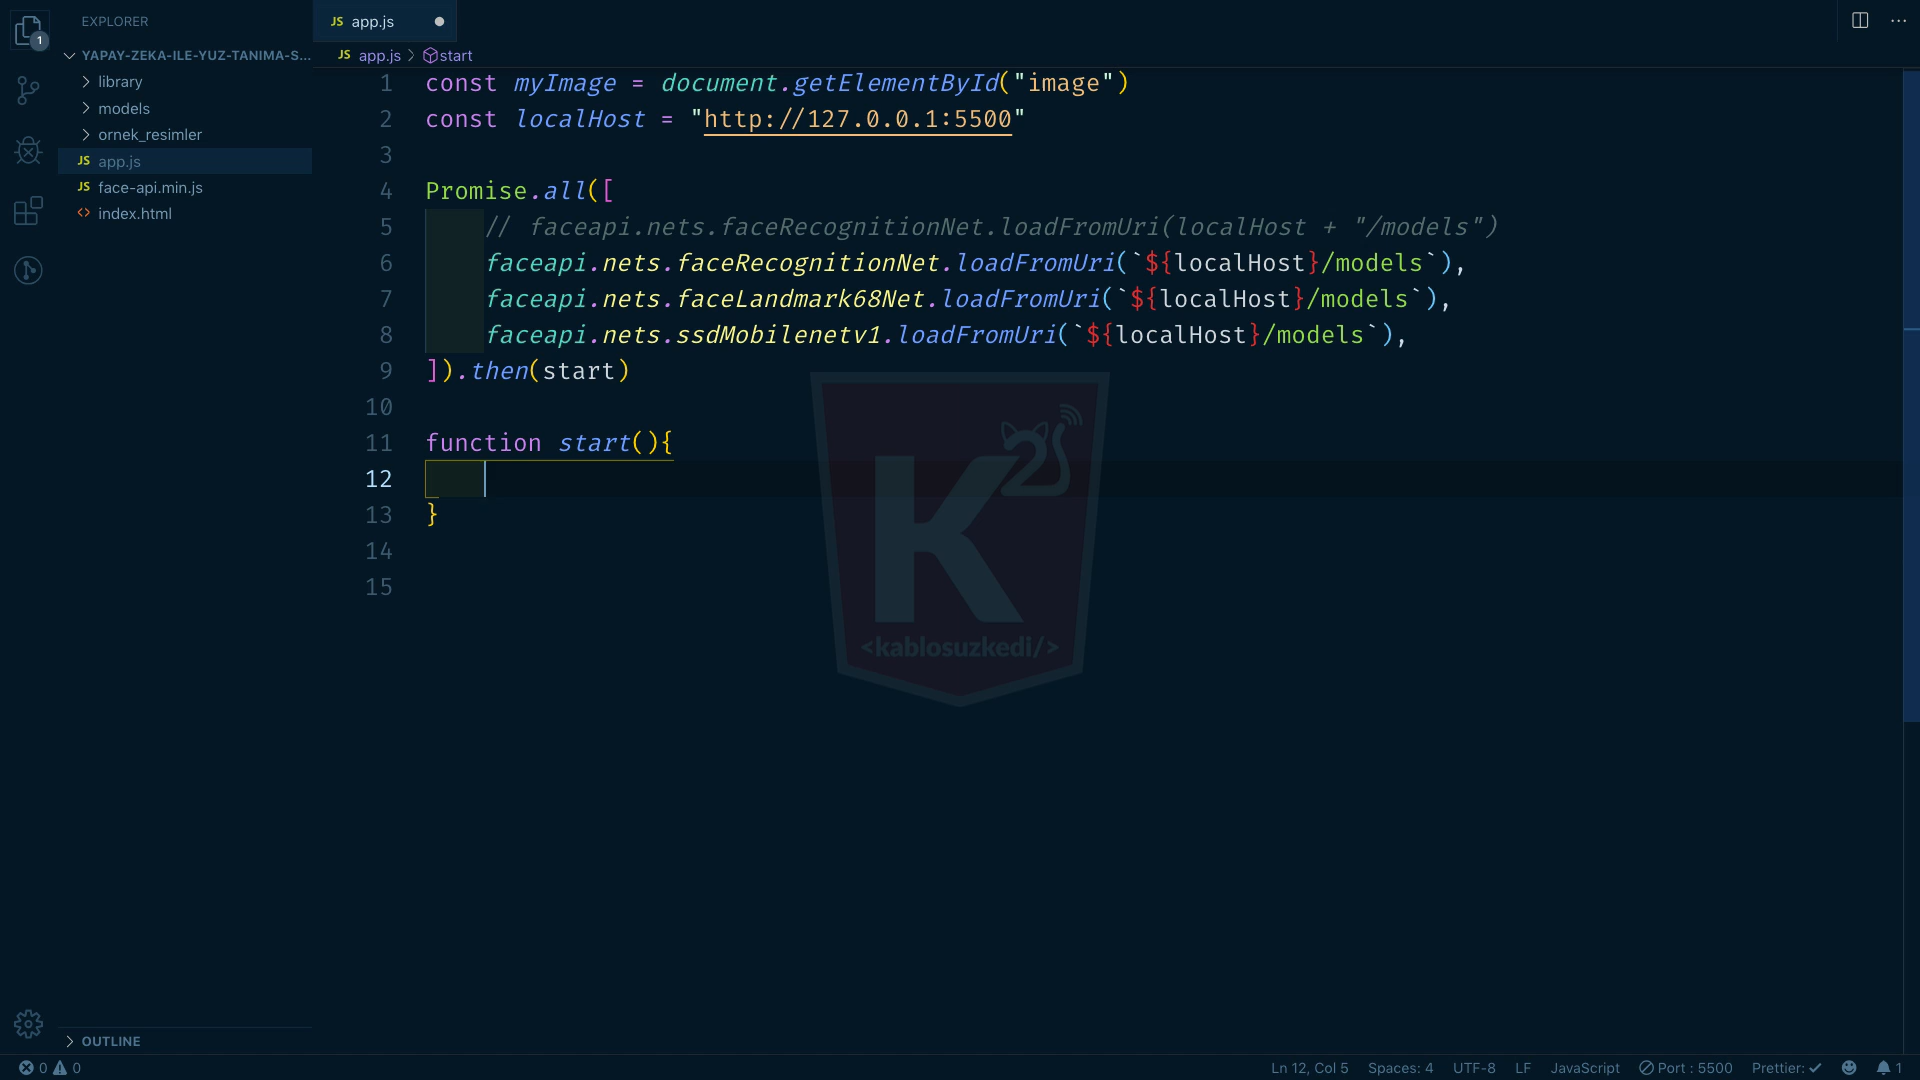 EXPLORER
1
YAPAY-ZEKA-ILE-YUZ-TANIMA-S...
library
models
ornek_resimler
JS app.js
JS face-api.min.js
<> index.html
JS app.js
JS app.js > start
1 const myImage = document.getElementById("image")
2 const localHost = "http://127.0.0.1:5500"
3
4 Promise.all([
5 // faceapi.nets.faceRecognitionNet.loadFromUri(localHost + "/models")
6 faceapi.nets.faceRecognitionNet.loadFromUri(`${localHost}/models`),
7 faceapi.nets.faceLandmark68Net.loadFromUri(`${localHost}/models`),
8 faceapi.nets.ssdMobilenetv1.loadFromUri(`${localHost}/models`),
9 ]).then(start)
10
11 function start(){
12
13 }
14
15
K
<kablosuzkedi/>
OUTLINE
0 0
Ln 12, Col 5 Spaces: 4 UTF-8 LF JavaScript Port : 5500 Prettier: ✓ 1